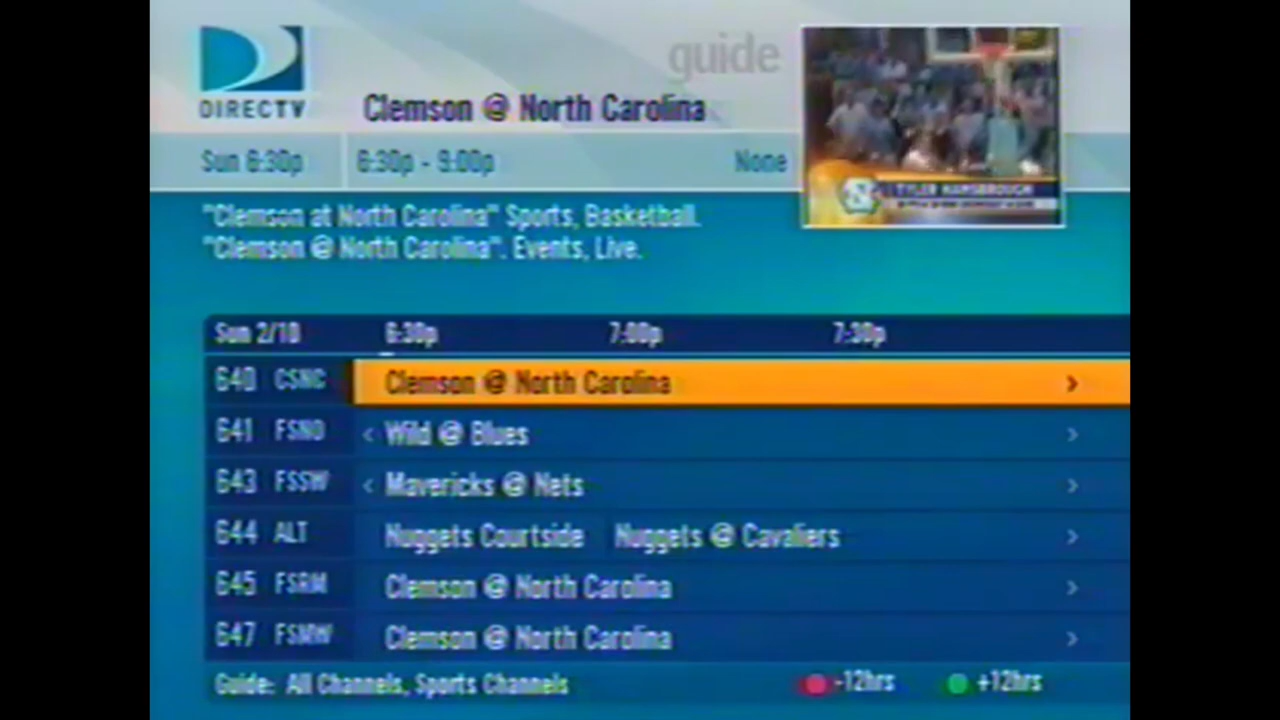 guide
DIRECTV
Clemson @ North Carolina
Sun 6:30p 6:30p - 9:00p None
TYLER HANSBROUGH
"Clemson at North Carolina" Sports, Basketball.
"Clemson @ North Carolina". Events, Live.
Sun 2/10 6:30p 7:00p 7:30p
640 CSNC Clemson @ North Carolina >
641 FSNO < Wild @ Blues >
643 FSSW < Mavericks @ Nets >
644 ALT Nuggets Courtside Nuggets @ Cavaliers >
645 FSRM Clemson @ North Carolina >
647 FSMW Clemson @ North Carolina >
Guide: All Channels, Sports Channels -12hrs +12hrs